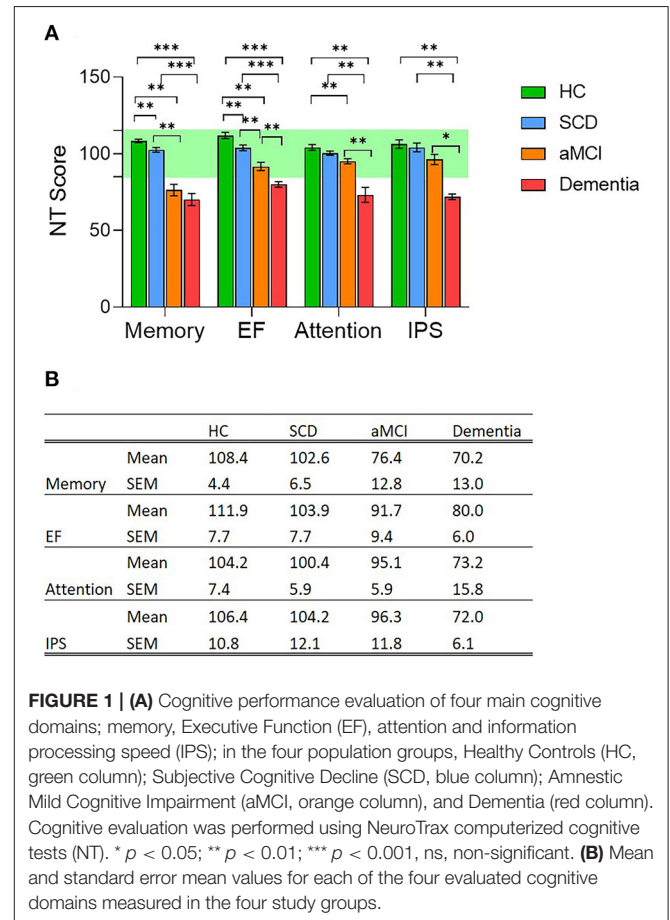 A
*** *** ** **
*** *** ** **
** ** ** *
** ** **
** ** **
**
150
100
50
0
NT Score
Memory EF Attention IPS
HC
SCD
aMCI
Dementia
B
HC SCD aMCI Dementia
Mean 108.4 102.6 76.4 70.2
Memory SEM 4.4 6.5 12.8 13.0
Mean 111.9 103.9 91.7 80.0
EF SEM 7.7 7.7 9.4 6.0
Mean 104.2 100.4 95.1 73.2
Attention SEM 7.4 5.9 5.9 15.8
Mean 106.4 104.2 96.3 72.0
IPS SEM 10.8 12.1 11.8 6.1
FIGURE 1 | (A) Cognitive performance evaluation of four main cognitive
domains; memory, Executive Function (EF), attention and information
processing speed (IPS); in the four population groups, Healthy Controls (HC,
green column); Subjective Cognitive Decline (SCD, blue column); Amnestic
Mild Cognitive Impairment (aMCI, orange column), and Dementia (red column).
Cognitive evaluation was performed using NeuroTrax computerized cognitive
tests (NT). * p < 0.05; ** p < 0.01; *** p < 0.001, ns, non-significant. (B) Mean
and standard error mean values for each of the four evaluated cognitive
domains measured in the four study groups.